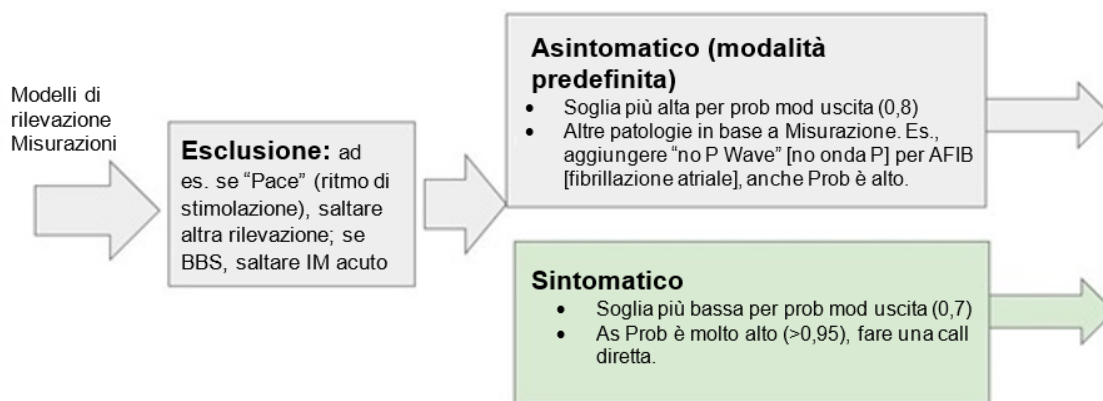 Modelli di
rilevazione
Misurazioni
Esclusione: ad
es. se “Pace” (ritmo di
stimolazione), saltare
altra rilevazione; se
BBS, saltare IM acuto
Asintomatico (modalità
predefinita)
• Soglia più alta per prob mod uscita (0,8)
• Altre patologie in base a Misurazione. Es.,
aggiungere “no P Wave” [no onda P] per AFIB
[fibrillazione atriale], anche Prob è alto.
Sintomatico
• Soglia più bassa per prob mod uscita (0,7)
• As Prob è molto alto (>0,95), fare una call
diretta.